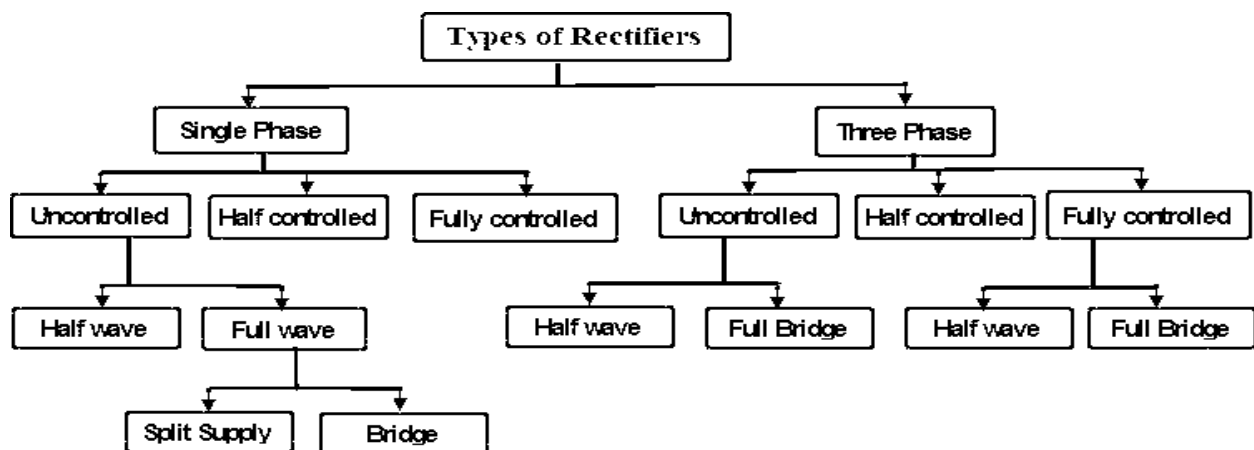 Types of Rectifiers
Single Phase
Three Phase
Uncontrolled
Half controlled
Fully controlled
Uncontrolled
Half controlled
Fully controlled
Half wave
Full wave
Half wave
Full Bridge
Half wave
Full Bridge
Split Supply
Bridge